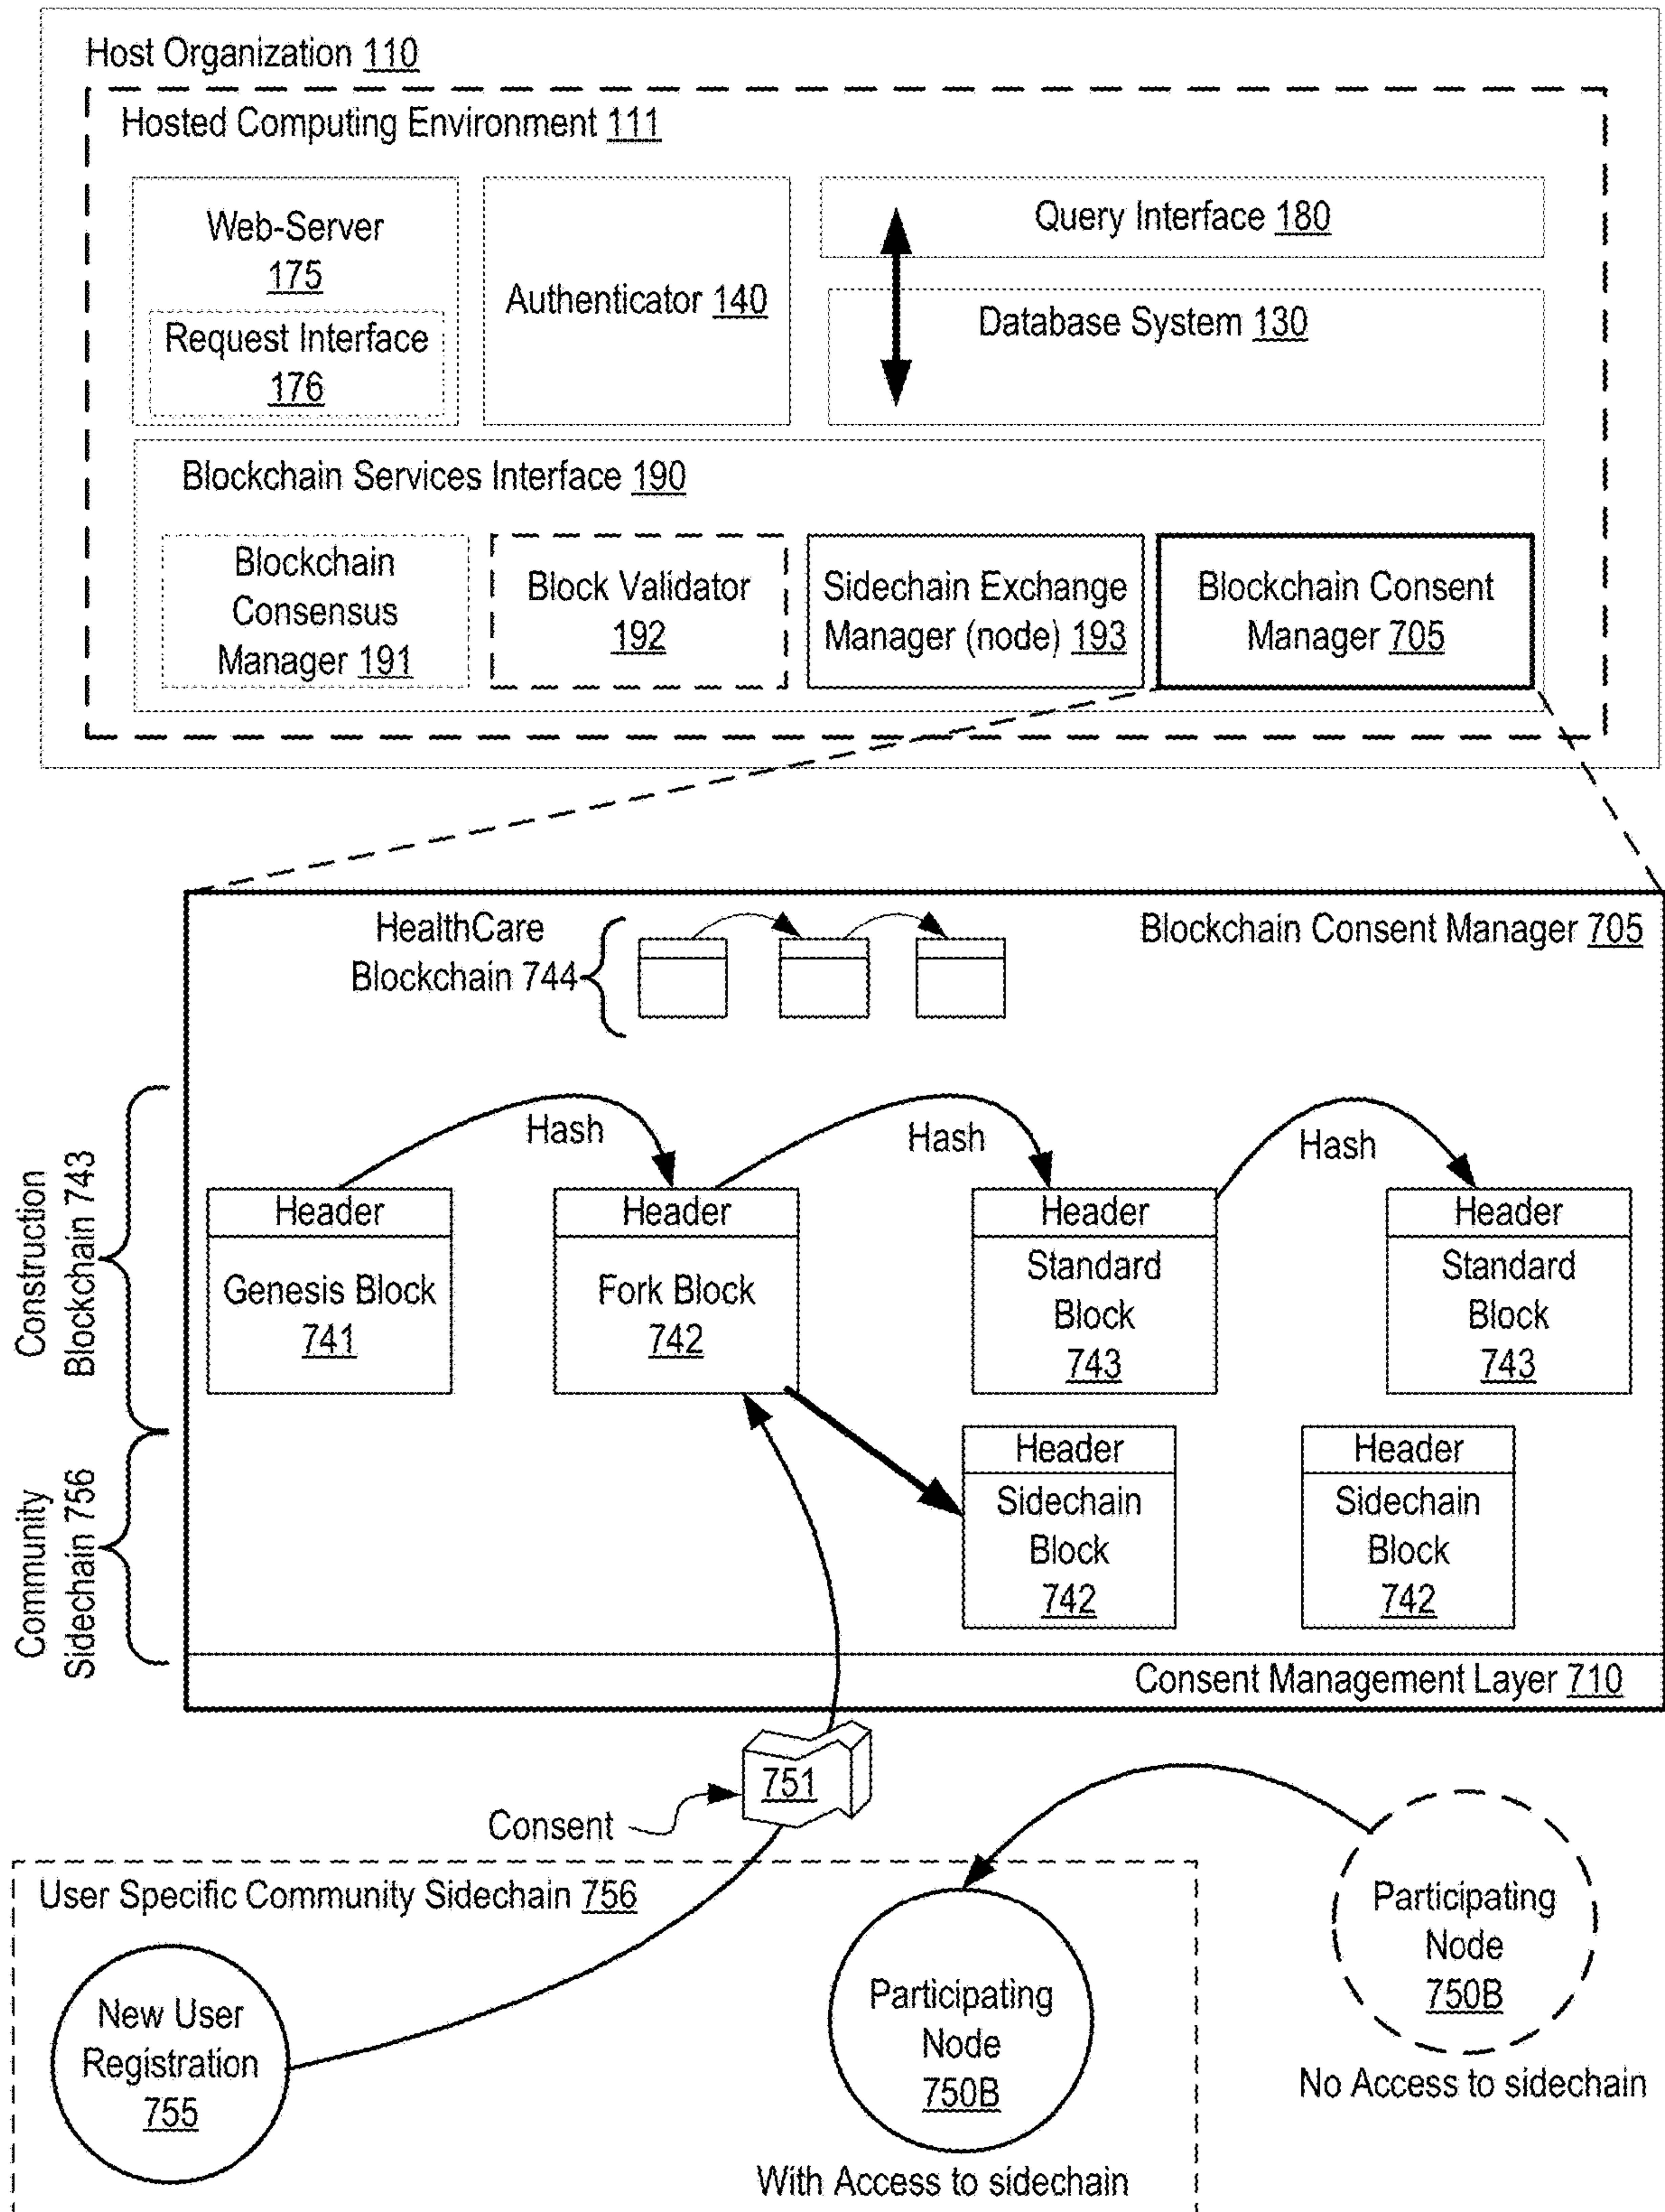 Host Organization 110
Hosted Computing Environment 111
Web-Server
175
Request Interface
176
Authenticator 140
Query Interface 180
Database System 130
Blockchain Services Interface 190
Blockchain
Consensus
Manager 191
Block Validator
192
Sidechain Exchange
Manager (node) 193
Blockchain Consent
Manager 705
HealthCare
Blockchain 744
Blockchain Consent Manager 705
Construction
Blockchain 743
Hash
Hash
Hash
Header
Genesis Block
741
Header
Fork Block
742
Header
Standard
Block
743
Header
Standard
Block
743
Community
Sidechain 756
Header
Sidechain
Block
742
Header
Sidechain
Block
742
Consent Management Layer 710
751
Consent
User Specific Community Sidechain 756
New User
Registration
755
Participating
Node
750B
With Access to sidechain
Participating
Node
750B
No Access to sidechain